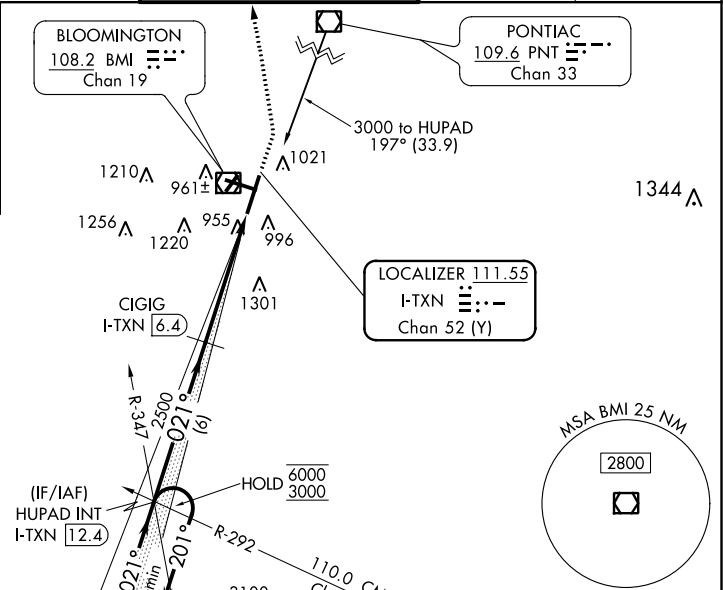 BLOOMINGTON
108.2 BMI
Chan 19
PONTIAC
109.6 PNT
Chan 33
3000 to HUPAD
197° (33.9)
1021
1210
961±
1344
1256
1220
955
996
1301
LOCALIZER 111.55
I-TXN
Chan 52 (Y)
CIGIG
I-TXN 6.4
R-347
2500
021°
(6)
MSA BMI 25 NM
2800
(IF/IAF)
HUPAD INT
I-TXN 12.4
HOLD 6000
3000
R-292
021°
201°
min
110.0